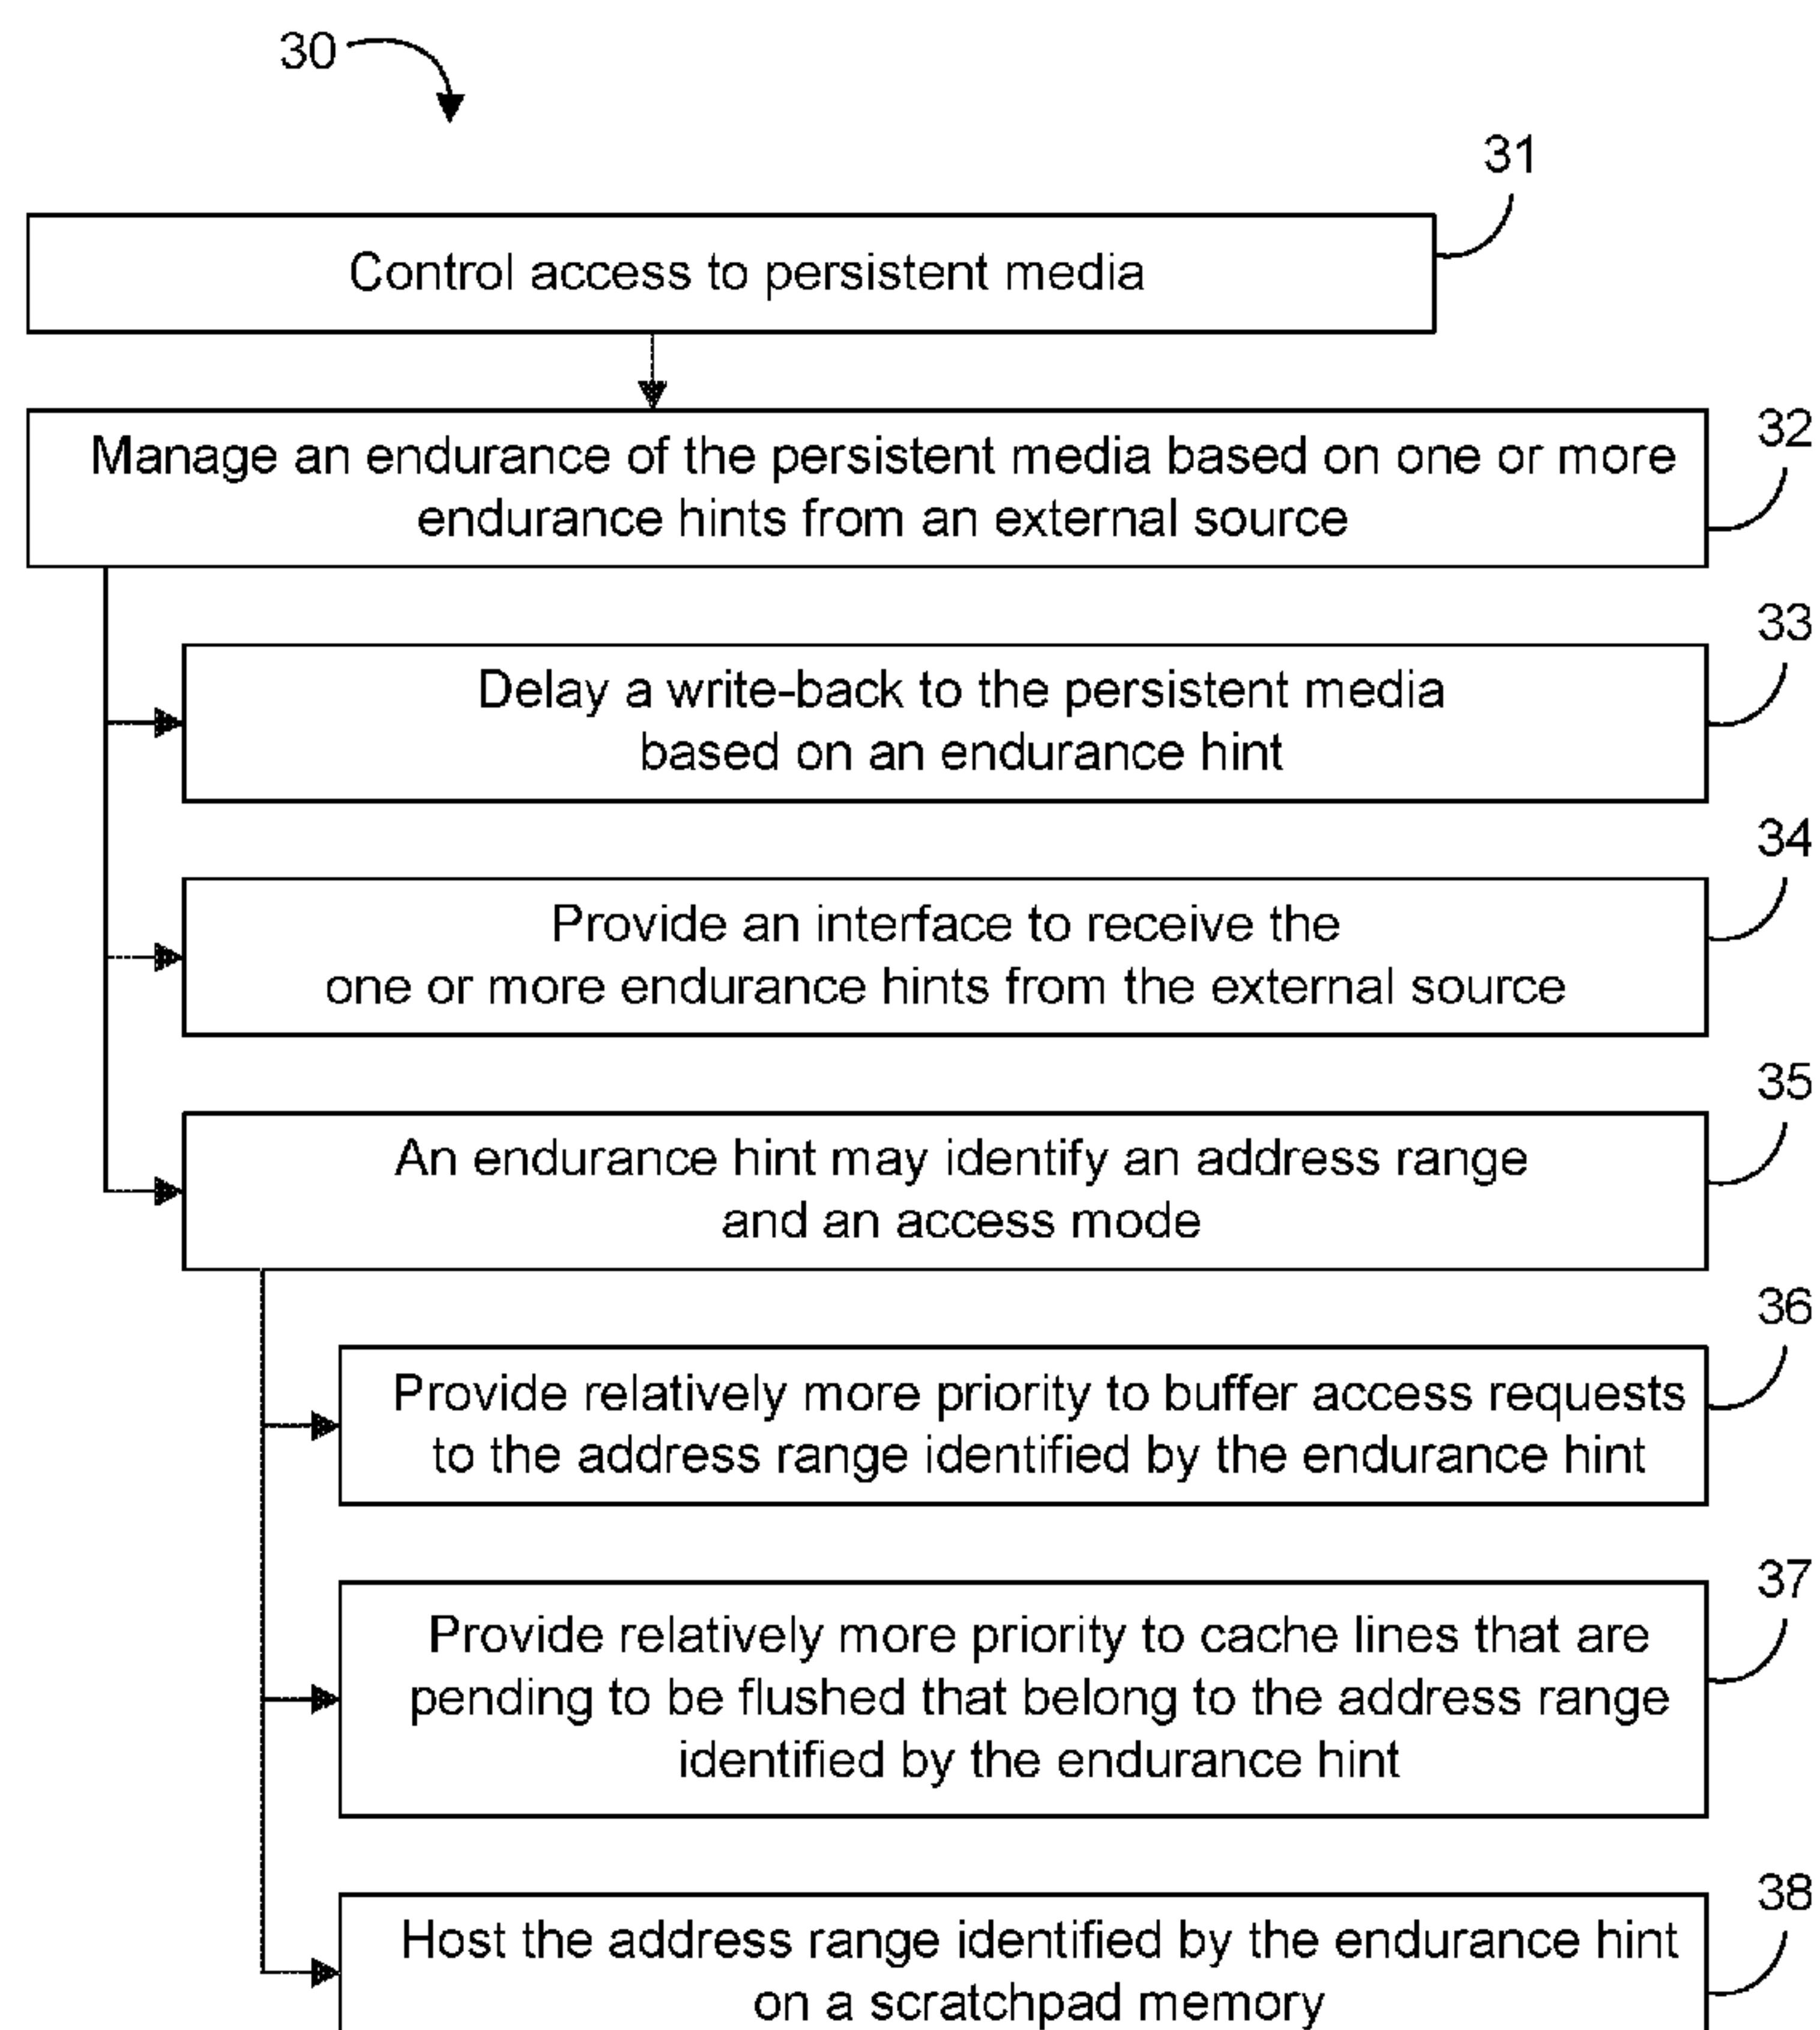 30
31
Control access to persistent media
32
Manage an endurance of the persistent media based on one or more
endurance hints from an external source
33
Delay a write-back to the persistent media
based on an endurance hint
34
Provide an interface to receive the
one or more endurance hints from the external source
35
An endurance hint may identify an address range
and an access mode
36
Provide relatively more priority to buffer access requests
to the address range identified by the endurance hint
37
Provide relatively more priority to cache lines that are
pending to be flushed that belong to the address range
identified by the endurance hint
38
Host the address range identified by the endurance hint
on a scratchpad memory